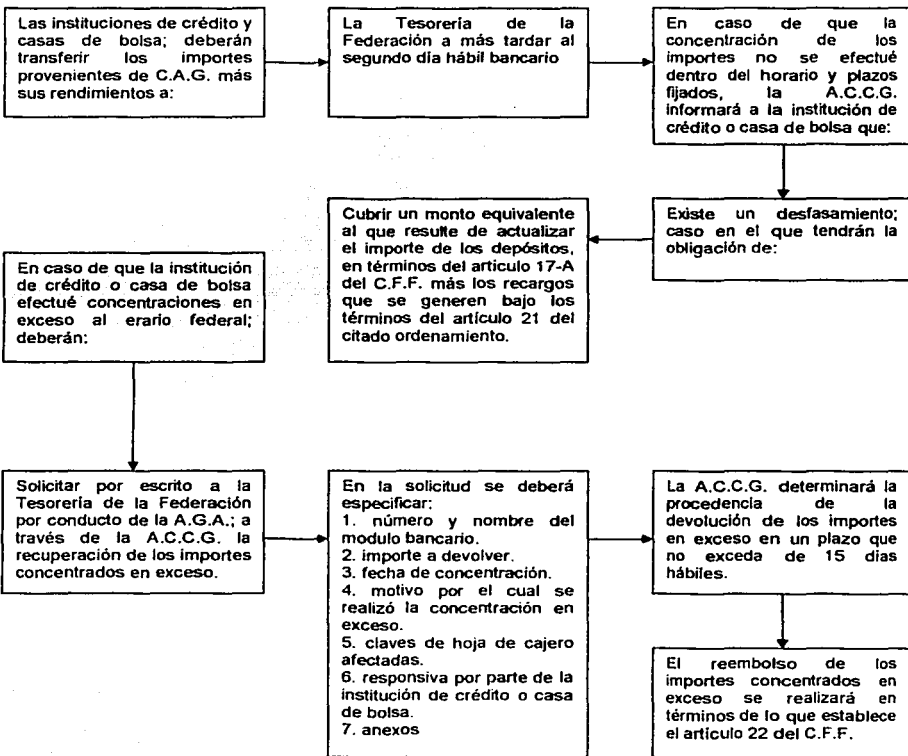 Las instituciones de crédito y
casas de bolsa; deberán
transferir los importes
provenientes de C.A.G. más
sus rendimientos a:
La Tesorería de la
Federación a más tardar al
segundo día hábil bancario
En caso de que la
concentración de los
importes no se efectué
dentro del horario y plazos
fijados, la A.C.C.G.
informará a la institución de
crédito o casa de bolsa que:
Existe un desfasamiento;
caso en el que tendrán la
obligación de:
Cubrir un monto equivalente
al que resulte de actualizar
el importe de los depósitos,
en términos del artículo 17-A
del C.F.F. más los recargos
que se generen bajo los
términos del artículo 21 del
citado ordenamiento.
En caso de que la institución
de crédito o casa de bolsa
efectué concentraciones en
exceso al erario federal;
deberán:
Solicitar por escrito a la
Tesorería de la Federación
por conducto de la A.G.A.; a
través de la A.C.C.G. la
recuperación de los importes
concentrados en exceso.
En la solicitud se deberá
especificar:
1. número y nombre del
modulo bancario.
2. importe a devolver.
3. fecha de concentración.
4. motivo por el cual se
realizó la concentración en
exceso.
5. claves de hoja de cajero
afectadas.
6. responsiva por parte de la
institución de crédito o casa
de bolsa.
7. anexos
La A.C.C.G. determinará la
procedencia de la
devolución de los importes
en exceso en un plazo que
no exceda de 15 días
hábiles.
El reembolso de los
importes concentrados en
exceso se realizará en
términos de lo que establece
el artículo 22 del C.F.F.